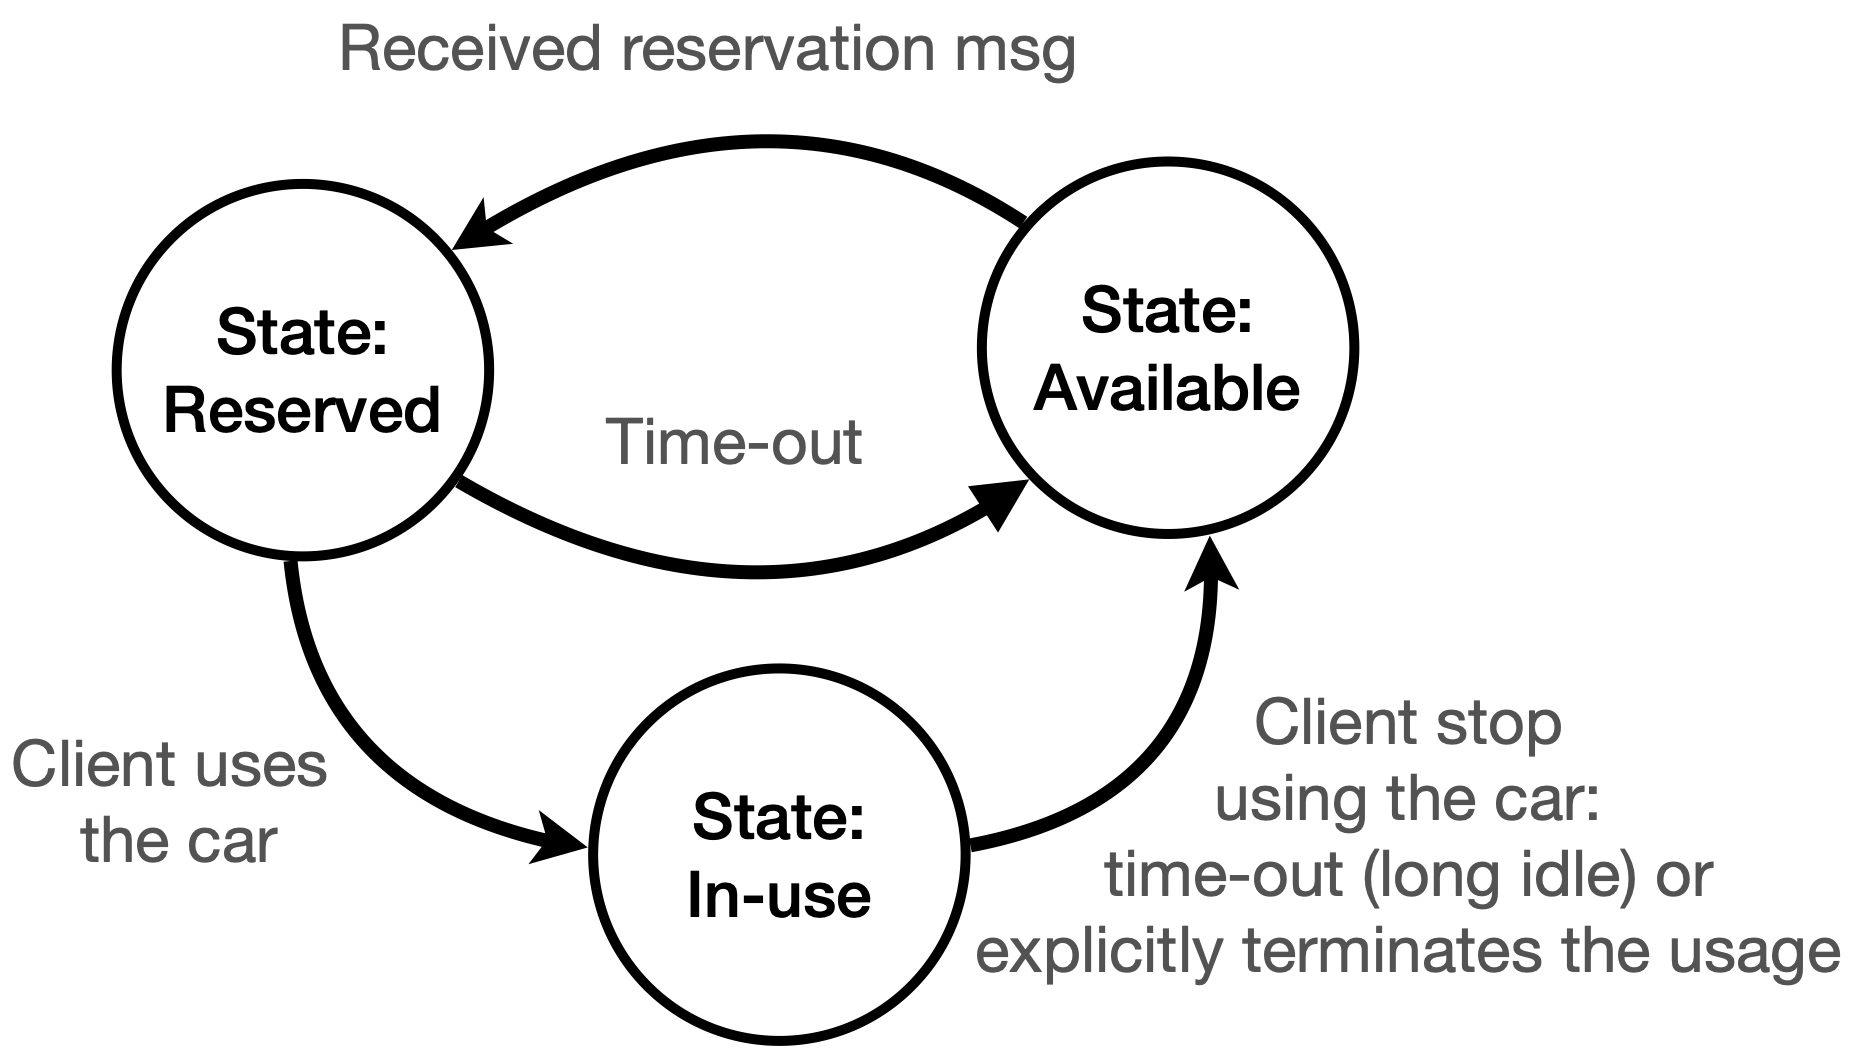 Received reservation msg
State:
Reserved
State:
Available
Time-out
Client uses
the car
State:
In-use
Client stop
using the car:
time-out (long idle) or
explicitly terminates the usage